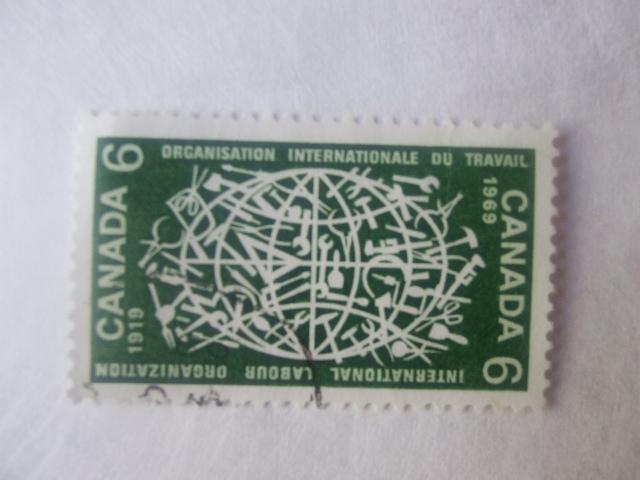 ORGANISATION INTERNATIONALE DU TRAVAIL
CANADA 6
1919
CANADA 6
1969
INTERNATIONAL LABOUR ORGANIZATION